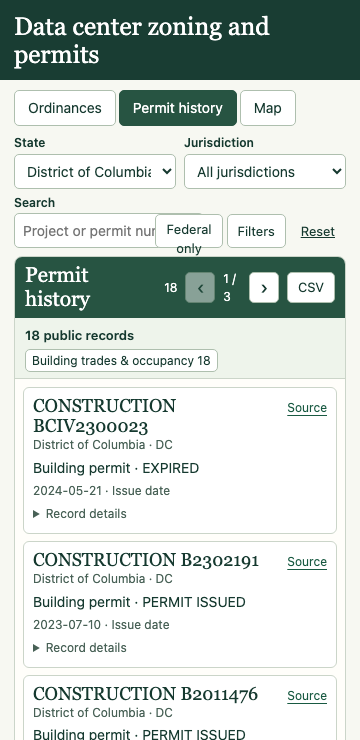 Data center zoning and
permits
Ordinances
Permit history
Map
State
Jurisdiction
District of Columbia
All jurisdictions
Search
Project or permit num
Federal
only
Filters
Reset
Permit
history
18
‹
1 /
3
›
CSV
18 public records
Building trades & occupancy 18
CONSTRUCTION
BCIV2300023
Source
District of Columbia · DC
Building permit · EXPIRED
2024-05-21 · Issue date
Record details
CONSTRUCTION B2302191
Source
District of Columbia · DC
Building permit · PERMIT ISSUED
2023-07-10 · Issue date
Record details
CONSTRUCTION B2011476
Source
District of Columbia · DC
Building permit · PERMIT ISSUED